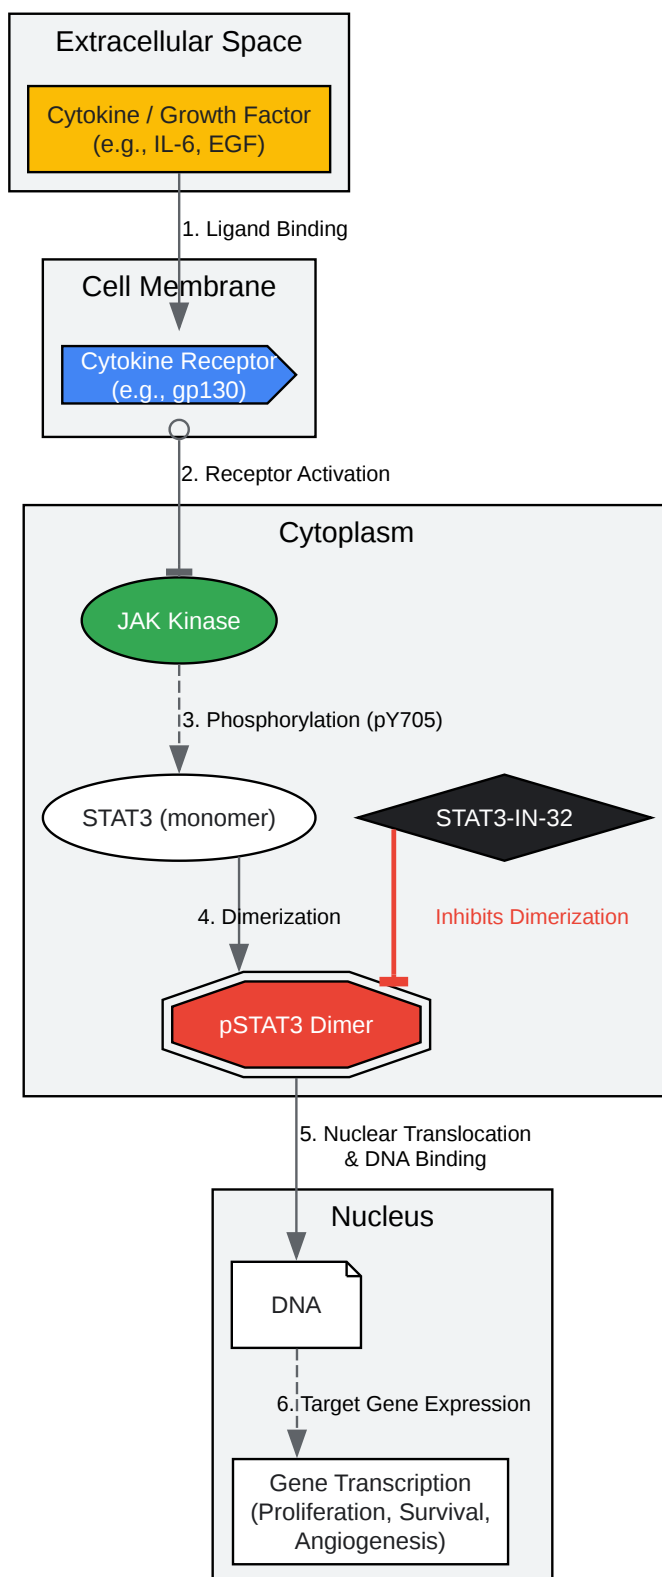 Extracellular Space
Cytokine / Growth Factor
(e.g., IL-6, EGF)
1. Ligand Binding
Cell Membrane
Cytokine Receptor
(e.g., gp130)
2. Receptor Activation
Cytoplasm
JAK Kinase
3. Phosphorylation (pY705)
STAT3 (monomer)
STAT3-IN-32
4. Dimerization
Inhibits Dimerization
pSTAT3 Dimer
5. Nuclear Translocation
& DNA Binding
Nucleus
DNA
6. Target Gene Expression
Gene Transcription
(Proliferation, Survival,
Angiogenesis)